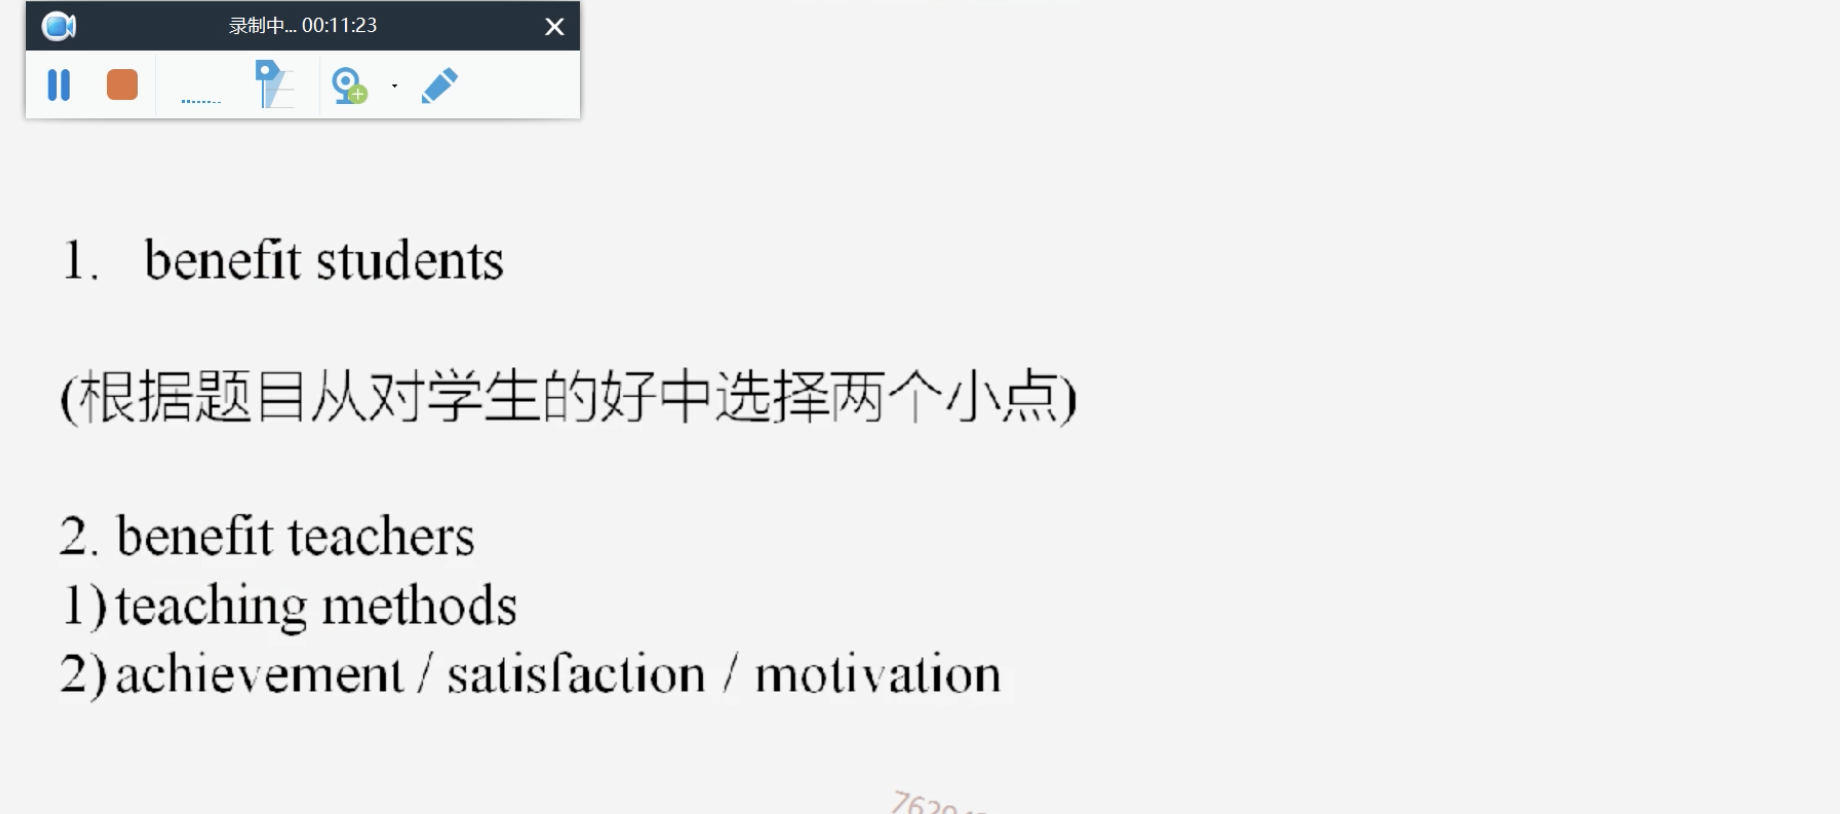 录制中... 00:11:23
1. benefit students
(根据题目从对学生的好中选择两个小点)
2. benefit teachers
1) teaching methods
2) achievement / satisfaction / motivation